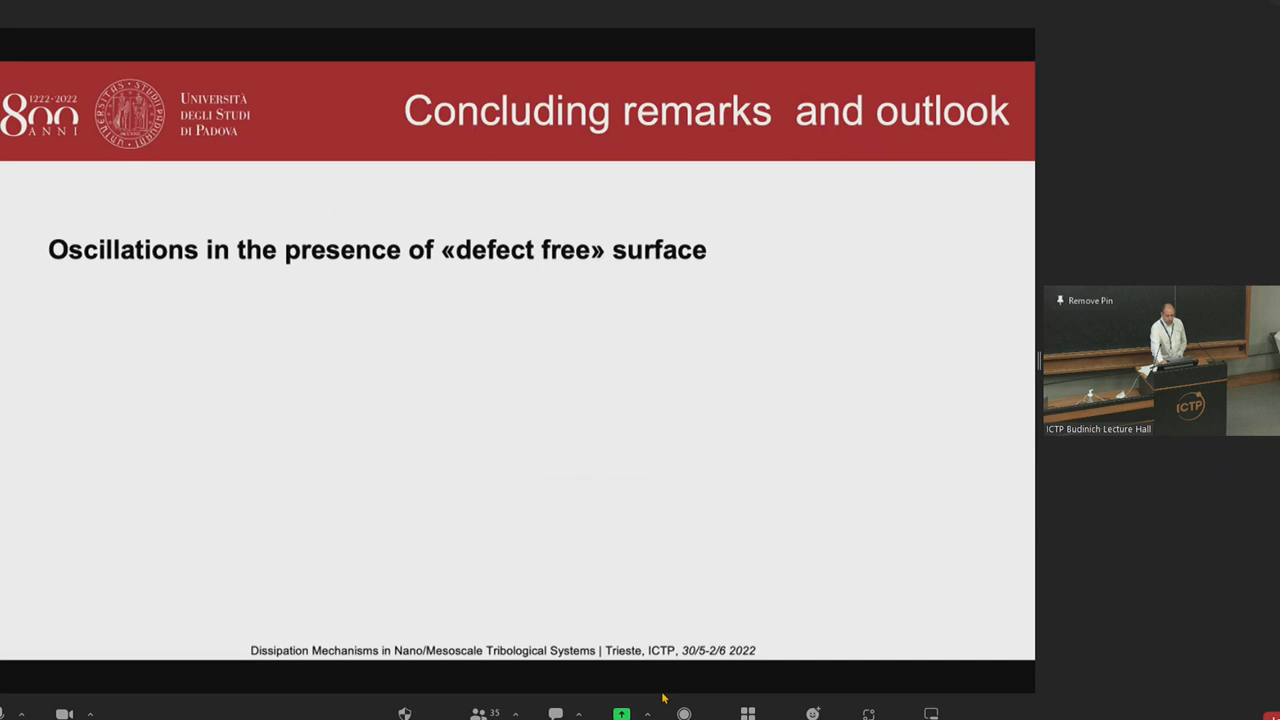 1222·2022
800
ANNI
UNIVERSITÀ
DEGLI STUDI
DI PADOVA
Concluding remarks and outlook
Oscillations in the presence of «defect free» surface
Dissipation Mechanisms in Nano/Mesoscale Tribological Systems | Trieste, ICTP, 30/5-2/6 2022
Remove Pin
ICTP
ICTP Budinich Lecture Hall
35